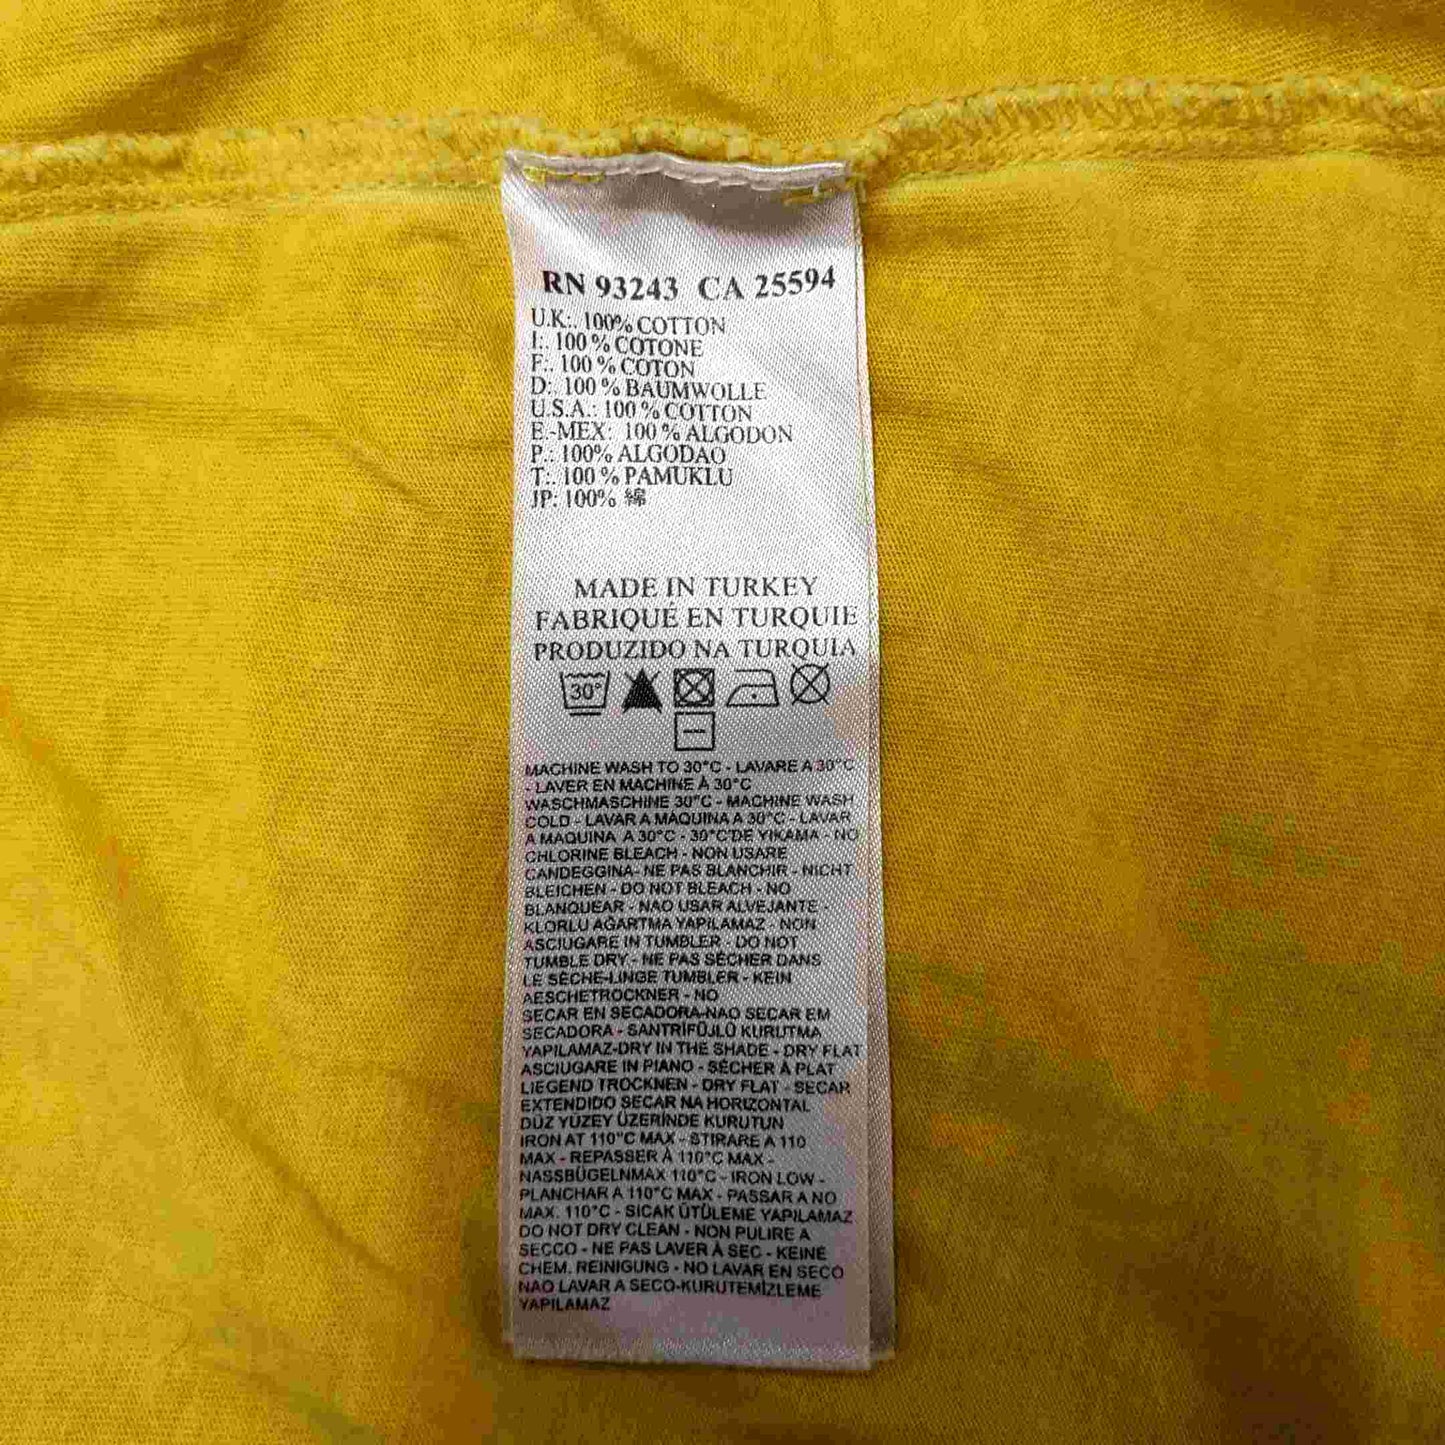 RN 93243 CA 25594
U.K:. 100% COTTON
I:. 100 % COTONE
F:. 100 % COTON
D:. 100 % BAUMWOLLE
U.S.A.: 100 % COTTON
E.-MEX: 100 % ALGODON
P.: 100% ALGODAO
T:. 100 % PAMUKLU
JP: 100% 綿
MADE IN TURKEY
FABRIQUÉ EN TURQUIE
PRODUZIDO NA TURQUIA
30°
MACHINE WASH TO 30°C - LAVARE A 30°C
- LAVER EN MACHINE À 30°C
WASCHMASCHINE 30°C - MACHINE WASH
COLD - LAVAR A MAQUINA A 30°C - LAVAR
A MAQUINA A 30°C - 30°C'DE YIKAMA - NO
CHLORINE BLEACH - NON USARE
CANDEGGINA- NE PAS BLANCHIR - NICHT
BLEICHEN - DO NOT BLEACH - NO
BLANQUEAR - NAO USAR ALVEJANTE -
KLORLU AĞARTMA YAPILAMAZ - NON
ASCIUGARE IN TUMBLER - DO NOT
TUMBLE DRY - NE PAS SÉCHER DANS
LE SÈCHE-LINGE TUMBLER - KEIN
AESCHETROCKNER - NO
SECAR EN SECADORA-NAO SECAR EM
SECADORA - SANTRİFÜJLÜ KURUTMA
YAPILAMAZ-DRY IN THE SHADE - DRY FLAT
ASCIUGARE IN PIANO - SÉCHER À PLAT
LIEGEND TROCKNEN - DRY FLAT - SECAR
EXTENDIDO SECAR NA HORIZONTAL
DÜZ YÜZEY ÜZERİNDE KURUTUN
IRON AT 110°C MAX - STIRARE A 110
MAX - REPASSER À 110°C MAX -
NASSBÜGELNMAX 110°C - IRON LOW -
PLANCHAR A 110°C MAX - PASSAR A NO
MAX. 110°C - SICAK ÜTÜLEME YAPILAMAZ
DO NOT DRY CLEAN - NON PULIRE A
SECCO - NE PAS LAVER À SEC - KEINE
CHEM. REINIGUNG - NO LAVAR EN SECO
NAO LAVAR A SECO-KURUTEMİZLEME
YAPILAMAZ